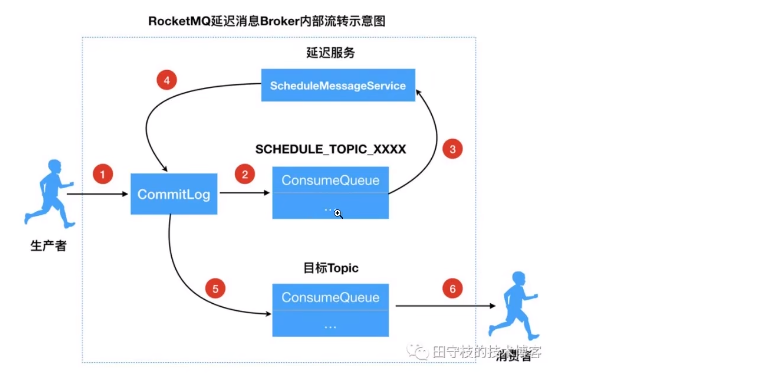 RocketMQ延迟消息Broker内部流转示意图
延迟服务
ScheduleMessageService
4
3
SCHEDULE_TOPIC_XXXX
1
2
ConsumeQueue
CommitLog
...
生产者
目标Topic
5
ConsumeQueue
6
...
田守枝的技术博客
消费者